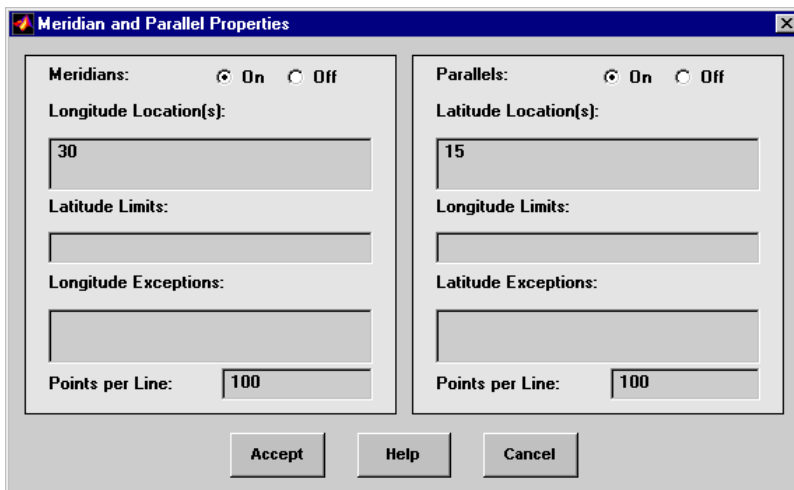 Meridian and Parallel Properties
Meridians: On Off
Longitude Location(s):
30
Latitude Limits:
Longitude Exceptions:
Points per Line: 100
Parallels: On Off
Latitude Location(s):
15
Longitude Limits:
Latitude Exceptions:
Points per Line: 100
Accept Help Cancel